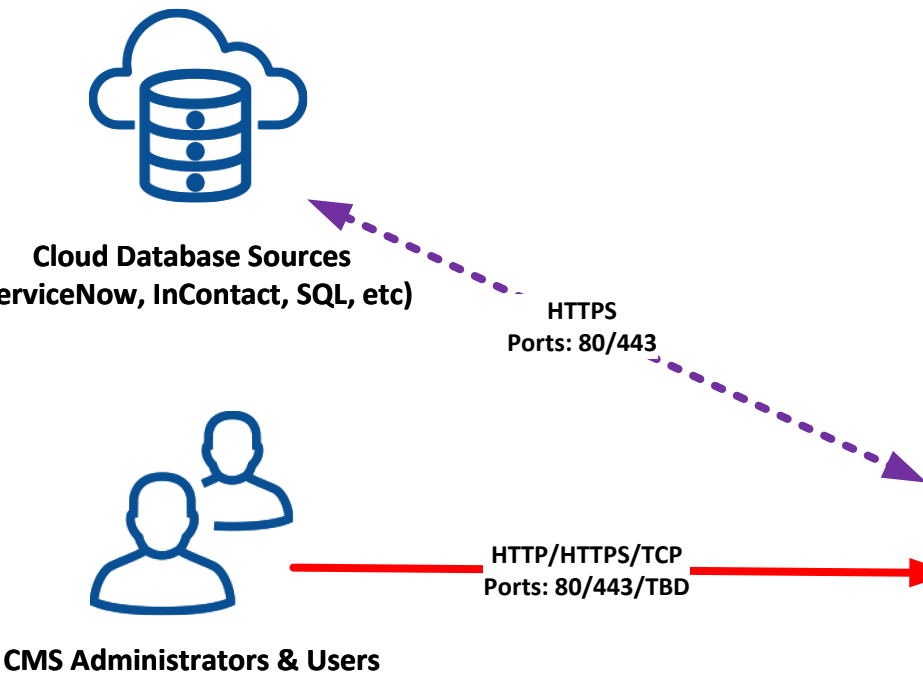 Cloud Database Sources
erviceNow, InContact, SQL, etc)
HTTPS
Ports: 80/443
HTTP/HTTPS/TCP
Ports: 80/443/TBD
CMS Administrators & Users